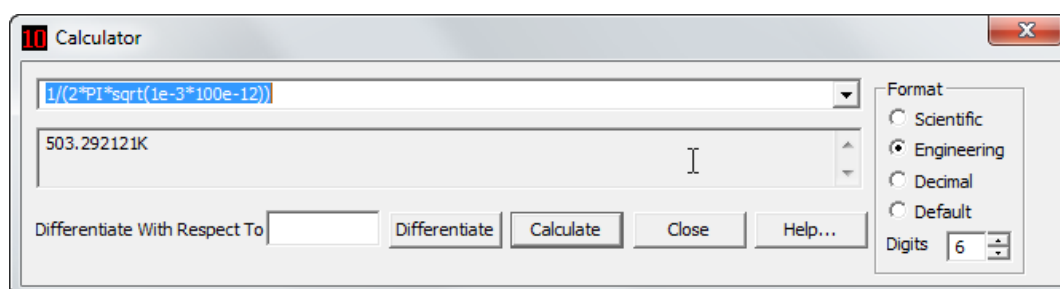 10 Calculator
x
1/(2*PI*sqrt(1e-3*100e-12))
503.292121K
Format
Scientific
Engineering
Decimal
Default
Differentiate With Respect To Differentiate Calculate Close Help...
Digits 6